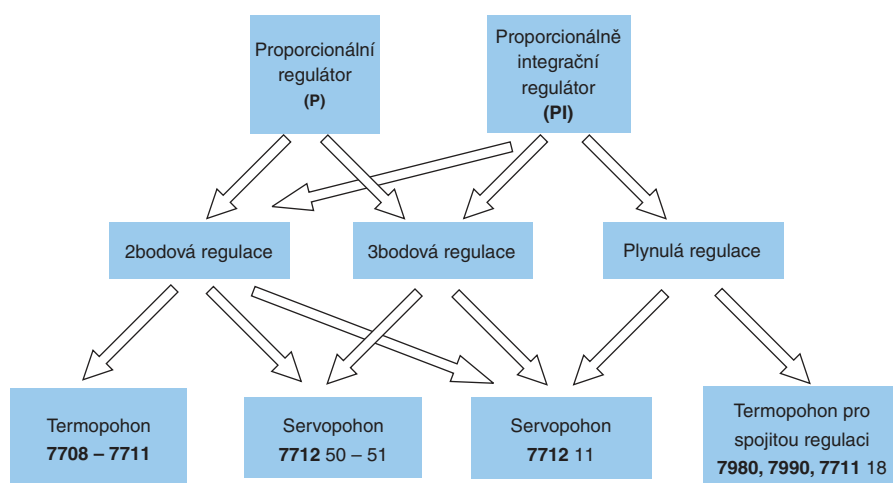 Proporcionální
regulátor
(P)
Proporcionálně
integrační
regulátor
(PI)
2bodová regulace
3bodová regulace
Plynulá regulace
Termopohon
7708 – 7711
Servopohon
7712 50 – 51
Servopohon
7712 11
Termopohon pro
spojitou regulaci
7980, 7990, 7711 18